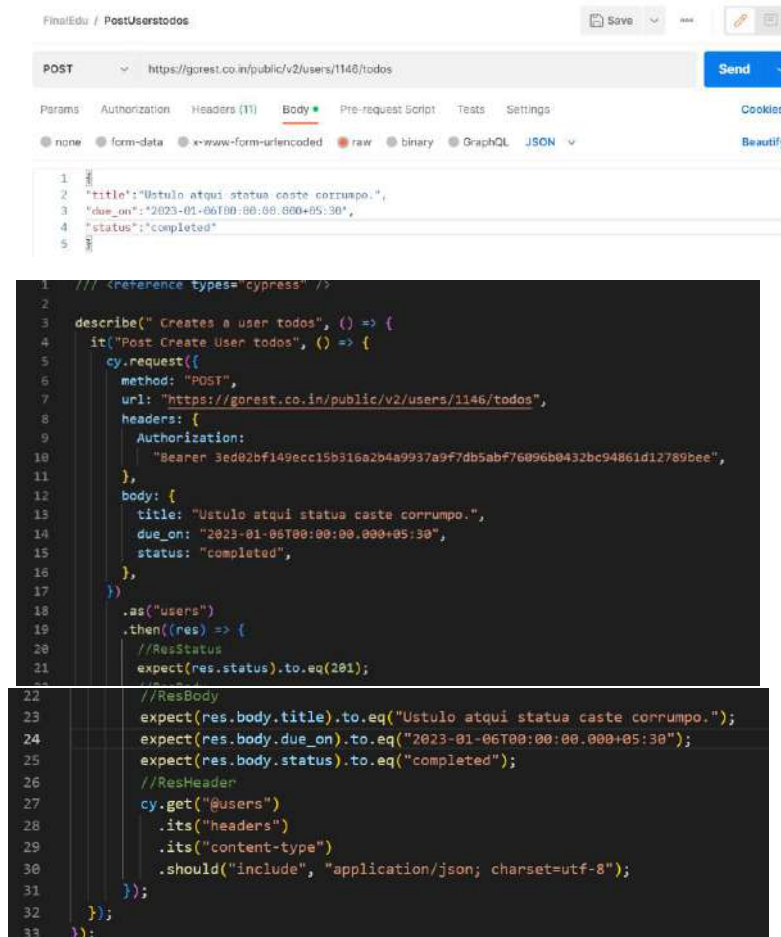 FinalEdu / PostUserstodos Save
POST https://gorest.co.in/public/v2/users/1146/todos Send
Params Authorization Headers (11) Body Pre-request Script Tests Settings Cookies
none form-data x-www-form-urlencoded raw binary GraphQL JSON Beautify
1 {
2 "title":"Ustulo atqui statua caste corrumpo.",
3 "due_on":"2023-01-06T00:00:00.000+05:30",
4 "status":"completed"
5 }
1 /// <reference types="cypress" />
2
3 describe(" Creates a user todos", () => {
4 it("Post Create User todos", () => {
5 cy.request({
6 method: "POST",
7 url: "https://gorest.co.in/public/v2/users/1146/todos",
8 headers: {
9 Authorization:
10 "Bearer 3ed02bf149ecc15b316a2b4a9937a9f7db5abf76096b0432bc94861d12789bee",
11 },
12 body: {
13 title: "Ustulo atqui statua caste corrumpo.",
14 due_on: "2023-01-06T00:00:00.000+05:30",
15 status: "completed",
16 },
17 })
18 .as("users")
19 .then((res) => {
20 //ResStatus
21 expect(res.status).to.eq(201);
22 //ResBody
23 expect(res.body.title).to.eq("Ustulo atqui statua caste corrumpo.");
24 expect(res.body.due_on).to.eq("2023-01-06T00:00:00.000+05:30");
25 expect(res.body.status).to.eq("completed");
26 //ResHeader
27 cy.get("@users")
28 .its("headers")
29 .its("content-type")
30 .should("include", "application/json; charset=utf-8");
31 });
32 });
33 });